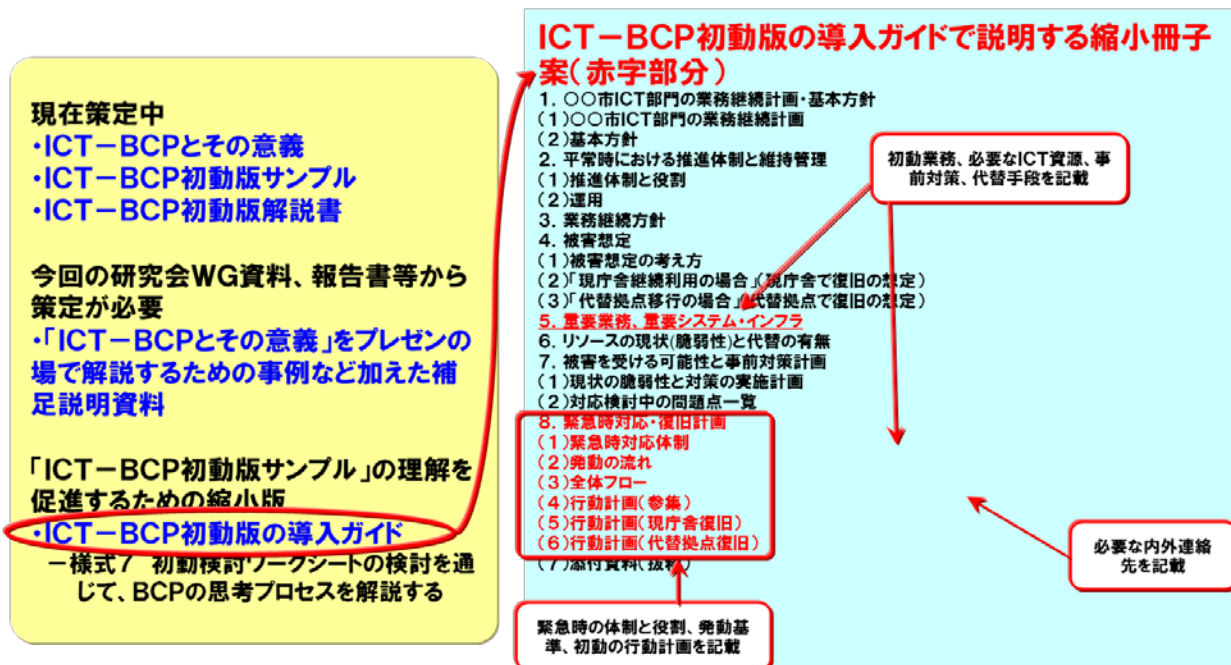 現在策定中
・ICT－BCPとその意義
・ICT－BCP初動版サンプル
・ICT－BCP初動版解説書
今回の研究会WG資料、報告書等から
策定が必要
・「ICT－BCPとその意義」をプレゼンの
場で解説するための事例など加えた補
足説明資料
「ICT－BCP初動版サンプル」の理解を
促進するための縮小版
・ICT－BCP初動版の導入ガイド
－様式7 初動検討ワークシートの検討を通
じて、BCPの思考プロセスを解説する
ICT－BCP初動版の導入ガイドで説明する縮小冊子
案(赤字部分)
1. 〇〇市ICT部門の業務継続計画・基本方針
(1)〇〇市ICT部門の業務継続計画
(2)基本方針
2. 平常時における推進体制と維持管理
(1)推進体制と役割
(2)運用
3. 業務継続方針
4. 被害想定
(1)被害想定の考え方
(2)「現庁舎継続利用の場合」(現庁舎で復旧の想定)
(3)「代替拠点移行の場合」(代替拠点で復旧の想定)
5. 重要業務、重要システム・インフラ
6. リソースの現状(脆弱性)と代替の有無
7. 被害を受ける可能性と事前対策計画
(1)現状の脆弱性と対策の実施計画
(2)対応検討中の問題点一覧
8. 緊急時対応・復旧計画
(1)緊急時対応体制
(2)発動の流れ
(3)全体フロー
(4)行動計画(参集)
(5)行動計画(現庁舎復旧)
(6)行動計画(代替拠点復旧)
(7)添付資料(抜粋)
初動業務、必要なICT資源、事
前対策、代替手段を記載
必要な内外連絡
先を記載
緊急時の体制と役割、発動基
準、初動の行動計画を記載